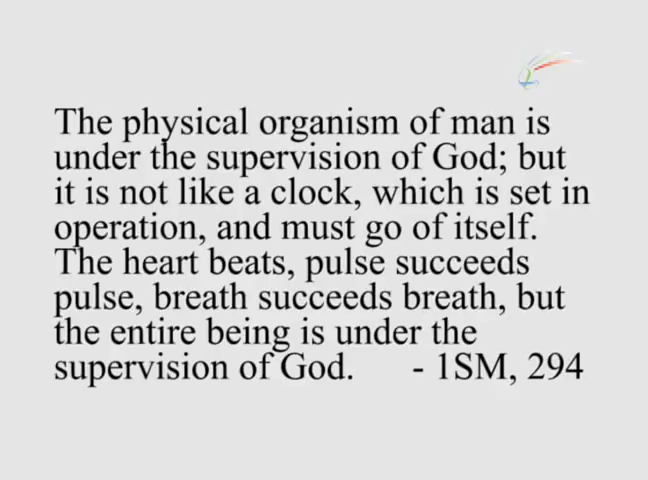 The physical organism of man is
under the supervision of God; but
it is not like a clock, which is set in
operation, and must go of itself.
The heart beats, pulse succeeds
pulse, breath succeeds breath, but
the entire being is under the
supervision of God. - 1SM, 294